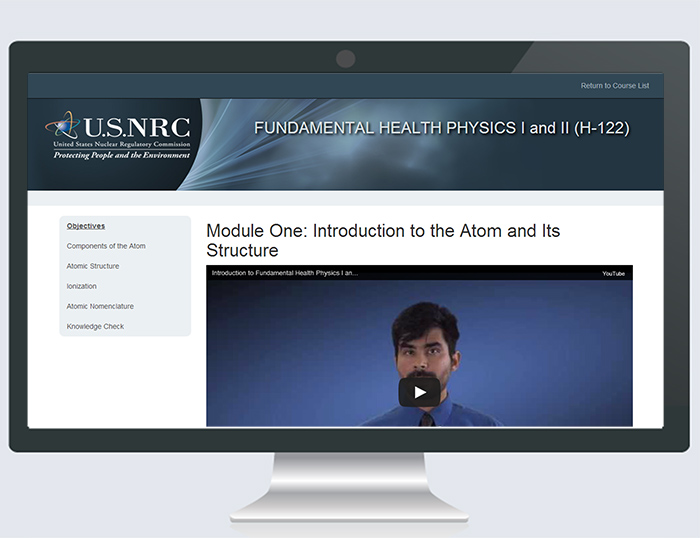 Return to Course List
U.S.NRC
United States Nuclear Regulatory Commission
Protecting People and the Environment
FUNDAMENTAL HEALTH PHYSICS I and II (H-122)
Objectives
Components of the Atom
Atomic Structure
Ionization
Atomic Nomenclature
Knowledge Check
Module One: Introduction to the Atom and Its
Structure
Introduction to Fundamental Health Physics I an...
YouTube